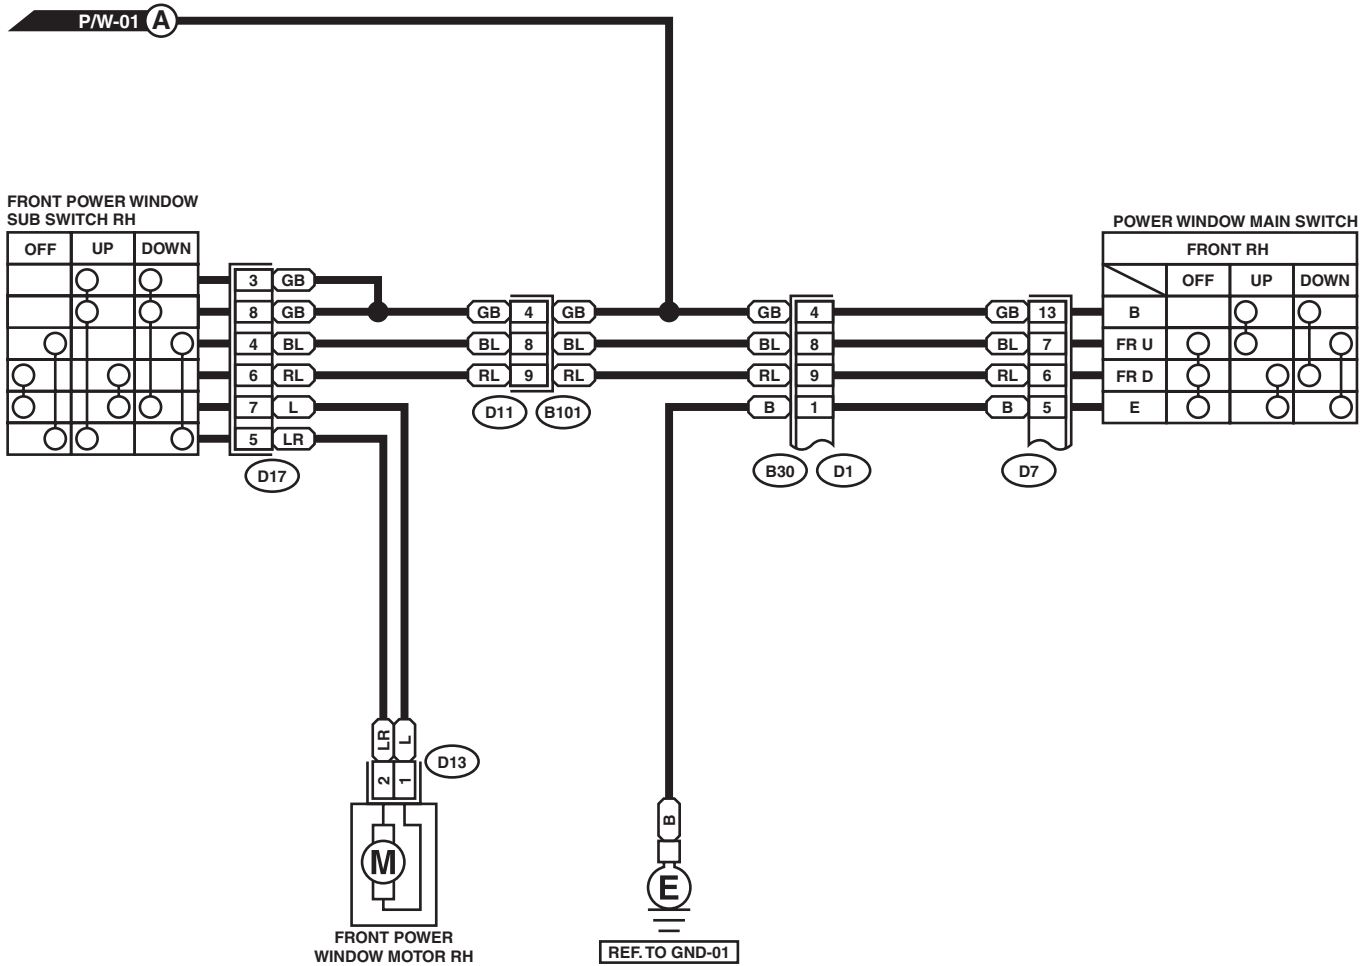 P/W-01 A
FRONT POWER WINDOW
SUB SWITCH RH
OFF UP DOWN
POWER WINDOW MAIN SWITCH
FRONT RH
OFF UP DOWN
3 GB
8 GB GB 4 GB GB 4 GB 13 B
4 BL BL 8 BL BL 8 BL 7 FR U
6 RL RL 9 RL RL 9 RL 6 FR D
7 L B 1 B 5 E
5 LR
D17
D11 B101
B30 D1
D7
LR L
2 1
D13
M
FRONT POWER
WINDOW MOTOR RH
B
E
REF. TO GND-01